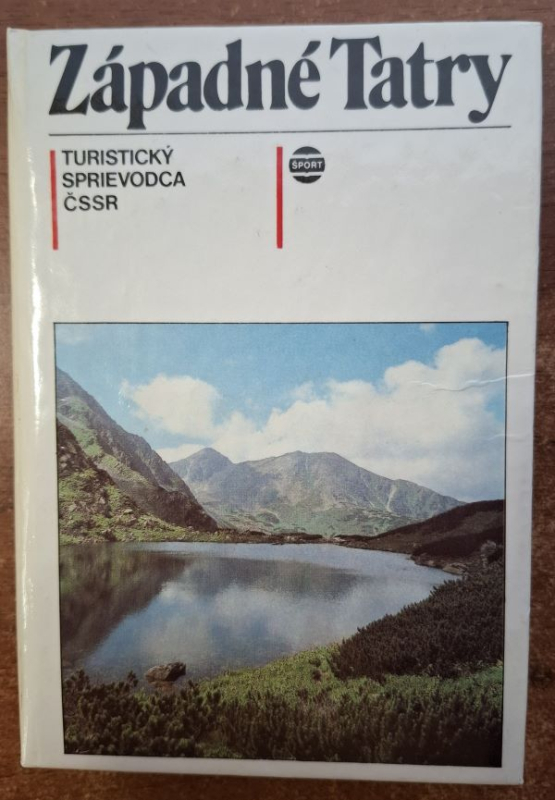 Západné Tatry
TURISTICKÝ
SPRIEVODCA
ČSSR
ŠPORT